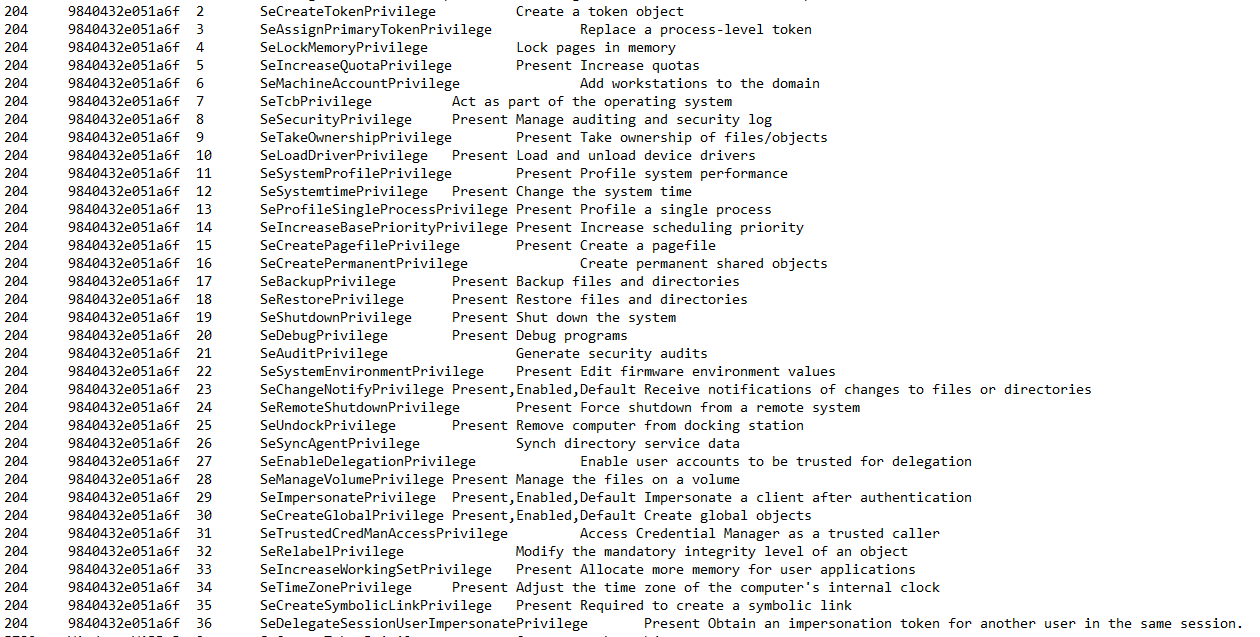 204 9840432e051a6f 2 SeCreateTokenPrivilege Create a token object
204 9840432e051a6f 3 SeAssignPrimaryTokenPrivilege Replace a process-level token
204 9840432e051a6f 4 SeLockMemoryPrivilege Lock pages in memory
204 9840432e051a6f 5 SeIncreaseQuotaPrivilege Present Increase quotas
204 9840432e051a6f 6 SeMachineAccountPrivilege Add workstations to the domain
204 9840432e051a6f 7 SeTcbPrivilege Act as part of the operating system
204 9840432e051a6f 8 SeSecurityPrivilege Present Manage auditing and security log
204 9840432e051a6f 9 SeTakeOwnershipPrivilege Present Take ownership of files/objects
204 9840432e051a6f 10 SeLoadDriverPrivilege Present Load and unload device drivers
204 9840432e051a6f 11 SeSystemProfilePrivilege Present Profile system performance
204 9840432e051a6f 12 SeSystemtimePrivilege Present Change the system time
204 9840432e051a6f 13 SeProfileSingleProcessPrivilege Present Profile a single process
204 9840432e051a6f 14 SeIncreaseBasePriorityPrivilege Present Increase scheduling priority
204 9840432e051a6f 15 SeCreatePagefilePrivilege Present Create a pagefile
204 9840432e051a6f 16 SeCreatePermanentPrivilege Create permanent shared objects
204 9840432e051a6f 17 SeBackupPrivilege Present Backup files and directories
204 9840432e051a6f 18 SeRestorePrivilege Present Restore files and directories
204 9840432e051a6f 19 SeShutdownPrivilege Present Shut down the system
204 9840432e051a6f 20 SeDebugPrivilege Present Debug programs
204 9840432e051a6f 21 SeAuditPrivilege Generate security audits
204 9840432e051a6f 22 SeSystemEnvironmentPrivilege Present Edit firmware environment values
204 9840432e051a6f 23 SeChangeNotifyPrivilege Present,Enabled,Default Receive notifications of changes to files or directories
204 9840432e051a6f 24 SeRemoteShutdownPrivilege Present Force shutdown from a remote system
204 9840432e051a6f 25 SeUndockPrivilege Present Remove computer from docking station
204 9840432e051a6f 26 SeSyncAgentPrivilege Synch directory service data
204 9840432e051a6f 27 SeEnableDelegationPrivilege Enable user accounts to be trusted for delegation
204 9840432e051a6f 28 SeManageVolumePrivilege Present Manage the files on a volume
204 9840432e051a6f 29 SeImpersonatePrivilege Present,Enabled,Default Impersonate a client after authentication
204 9840432e051a6f 30 SeCreateGlobalPrivilege Present,Enabled,Default Create global objects
204 9840432e051a6f 31 SeTrustedCredManAccessPrivilege Access Credential Manager as a trusted caller
204 9840432e051a6f 32 SeRelabelPrivilege Modify the mandatory integrity level of an object
204 9840432e051a6f 33 SeIncreaseWorkingSetPrivilege Present Allocate more memory for user applications
204 9840432e051a6f 34 SeTimeZonePrivilege Present Adjust the time zone of the computer's internal clock
204 9840432e051a6f 35 SeCreateSymbolicLinkPrivilege Present Required to create a symbolic link
204 9840432e051a6f 36 SeDelegateSessionUserImpersonatePrivilege Present Obtain an impersonation token for another user in the same session.